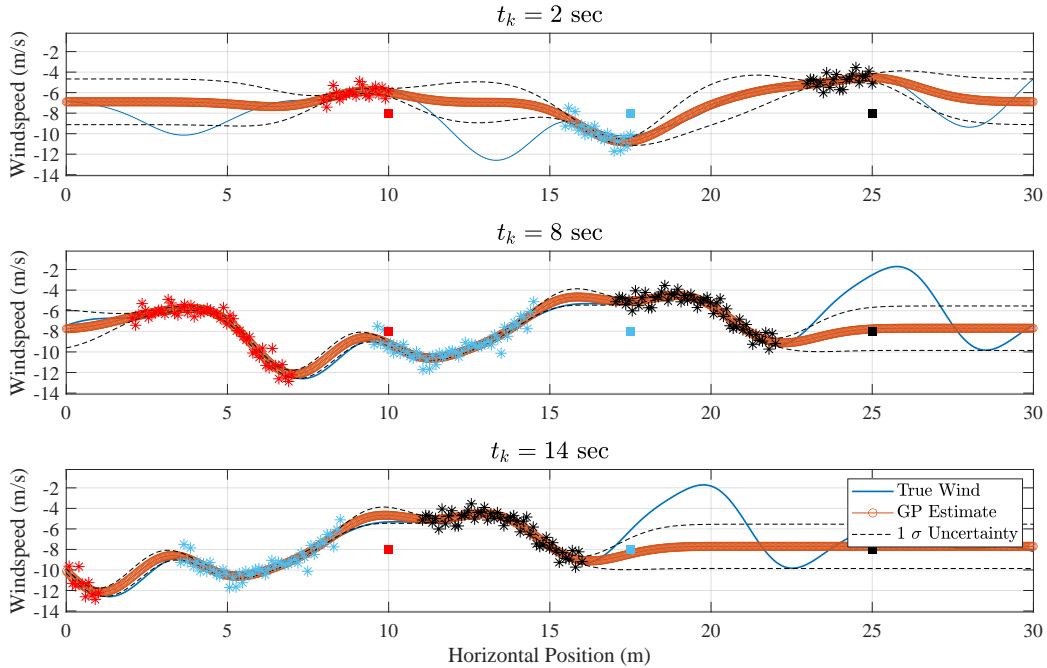 t_k = 2 sec
Windspeed (m/s)
-2
-4
-6
-8
-10
-12
-14
0 5 10 15 20 25 30
t_k = 8 sec
Windspeed (m/s)
-2
-4
-6
-8
-10
-12
-14
0 5 10 15 20 25 30
t_k = 14 sec
Windspeed (m/s)
-2
-4
-6
-8
-10
-12
-14
True Wind
GP Estimate
1 σ Uncertainty
0 5 10 15 20 25 30
Horizontal Position (m)